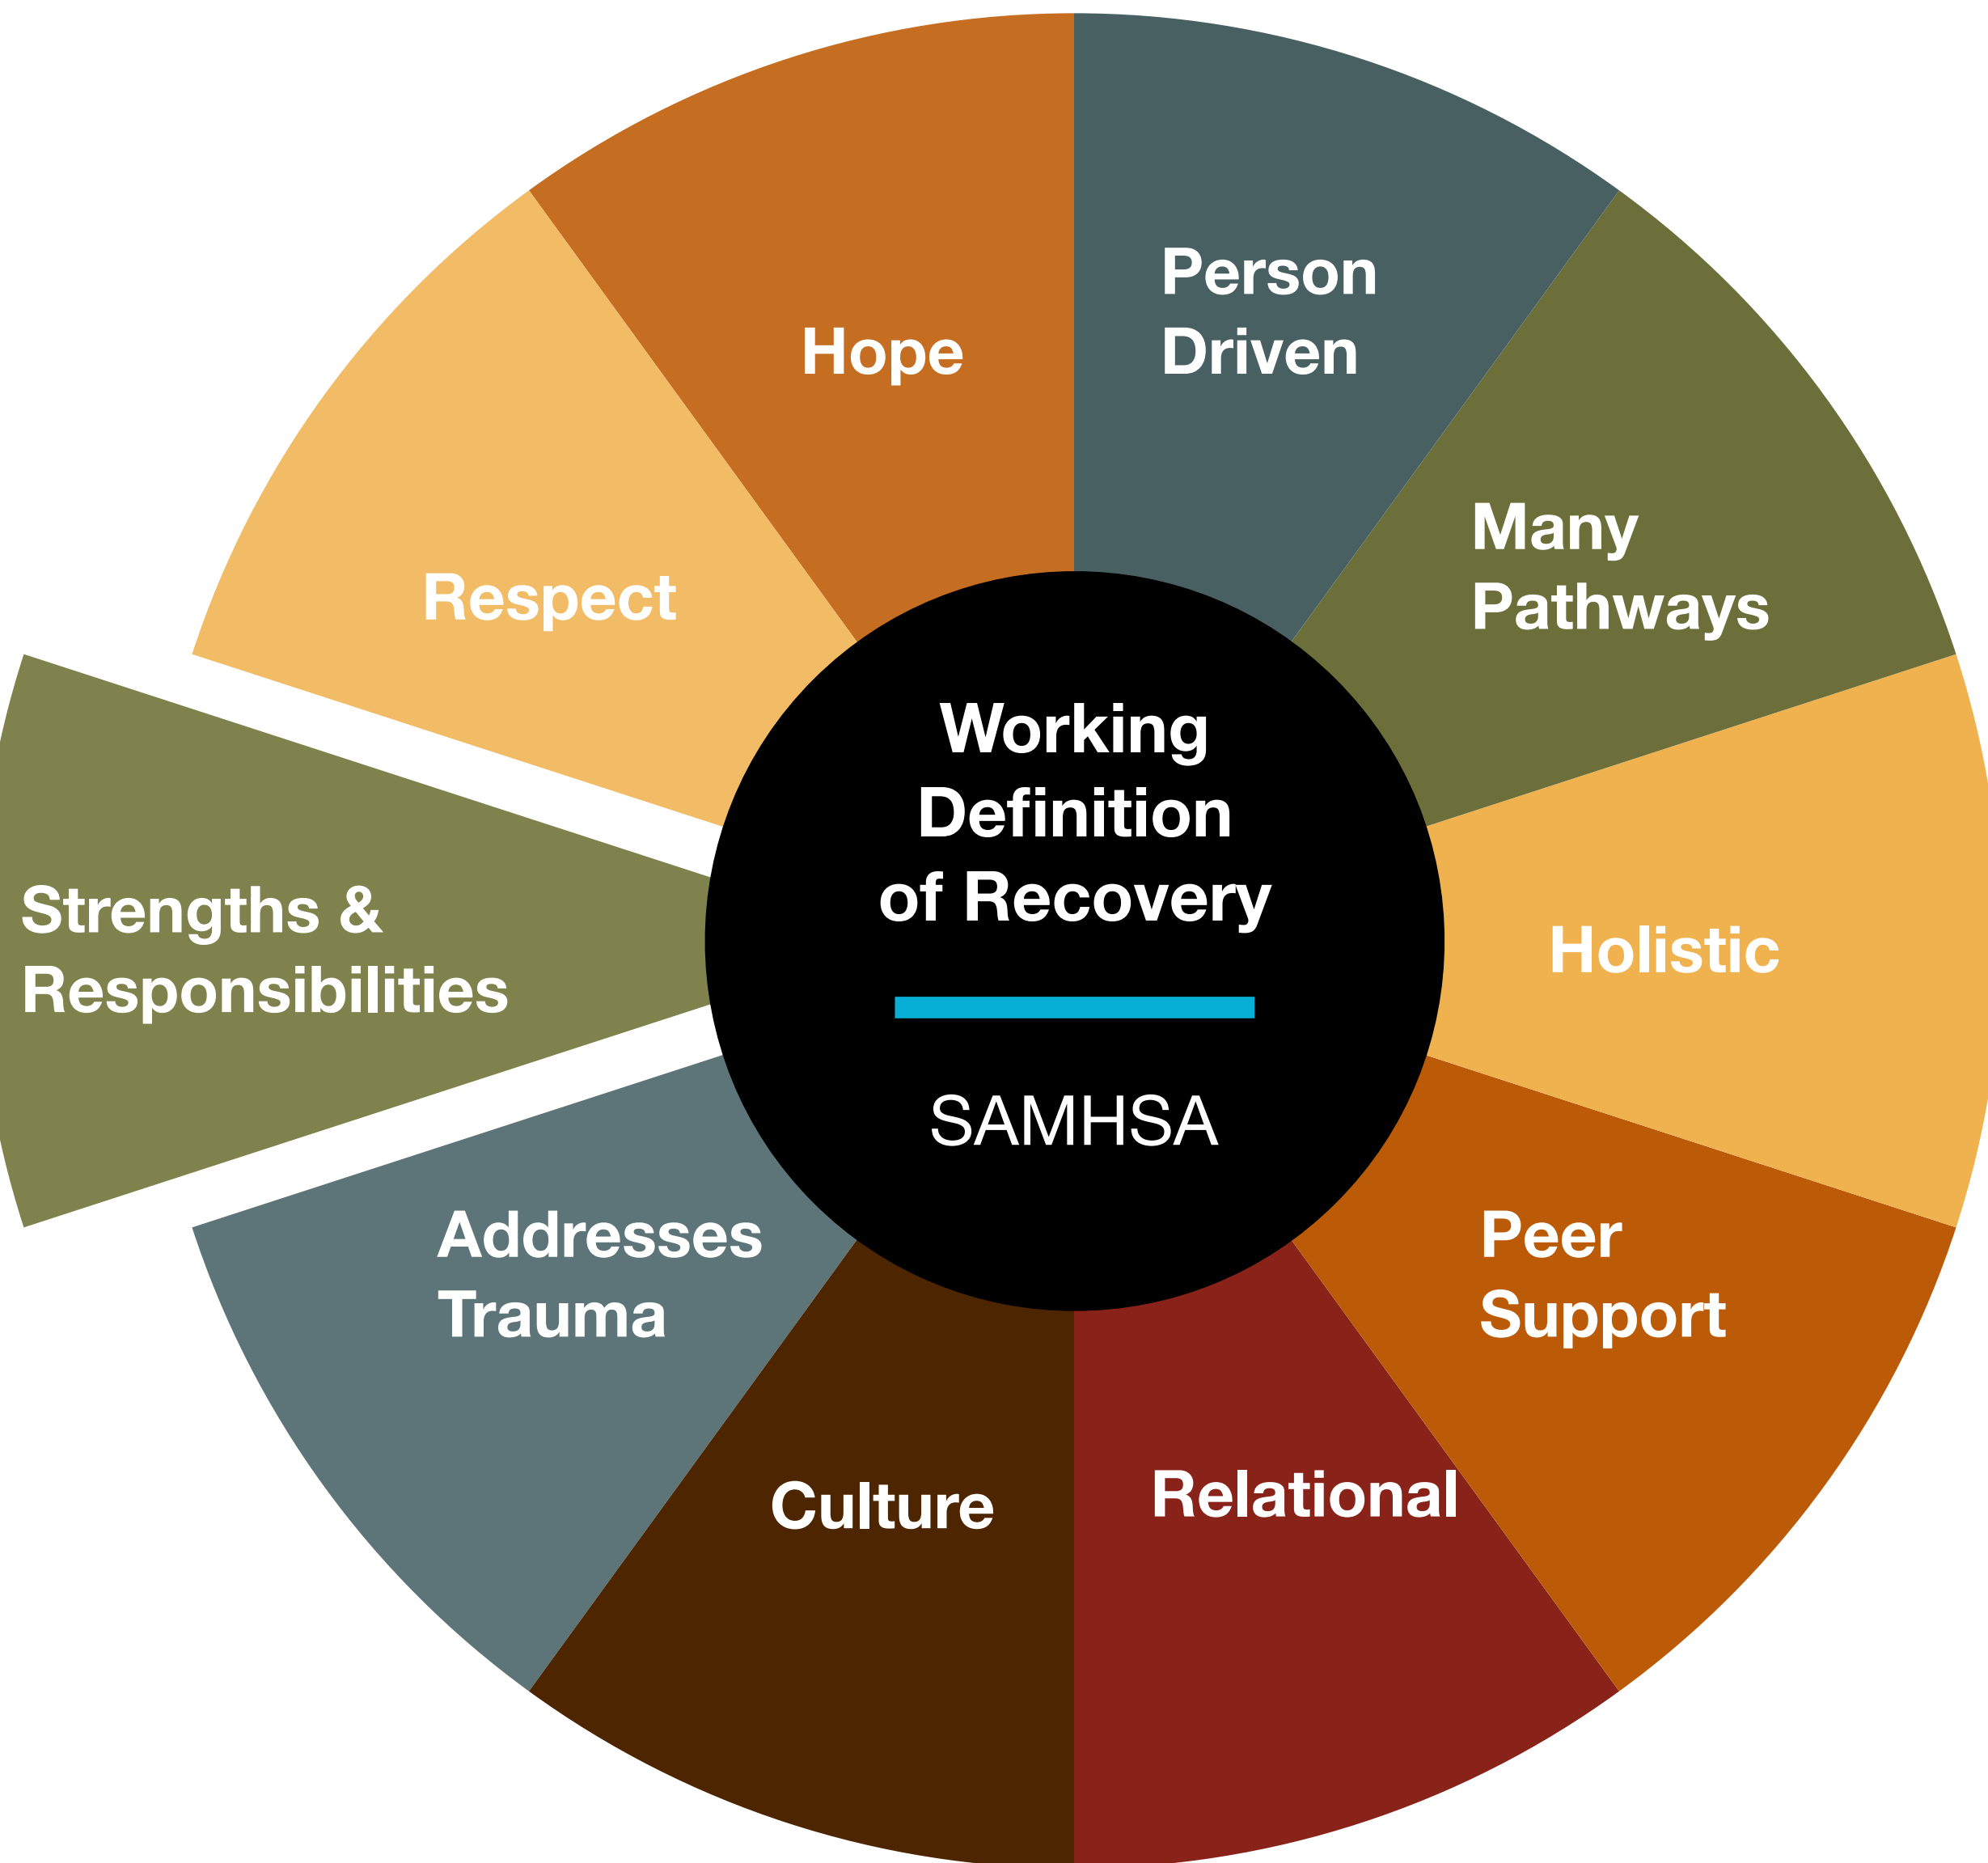 Person
Driven
Hope
Many
Pathways
Respect
Working
Definition
of Recovery
SAMHSA
Strengths &
Responsibilities
Holistic
Addresses
Trauma
Peer
Support
Culture
Relational